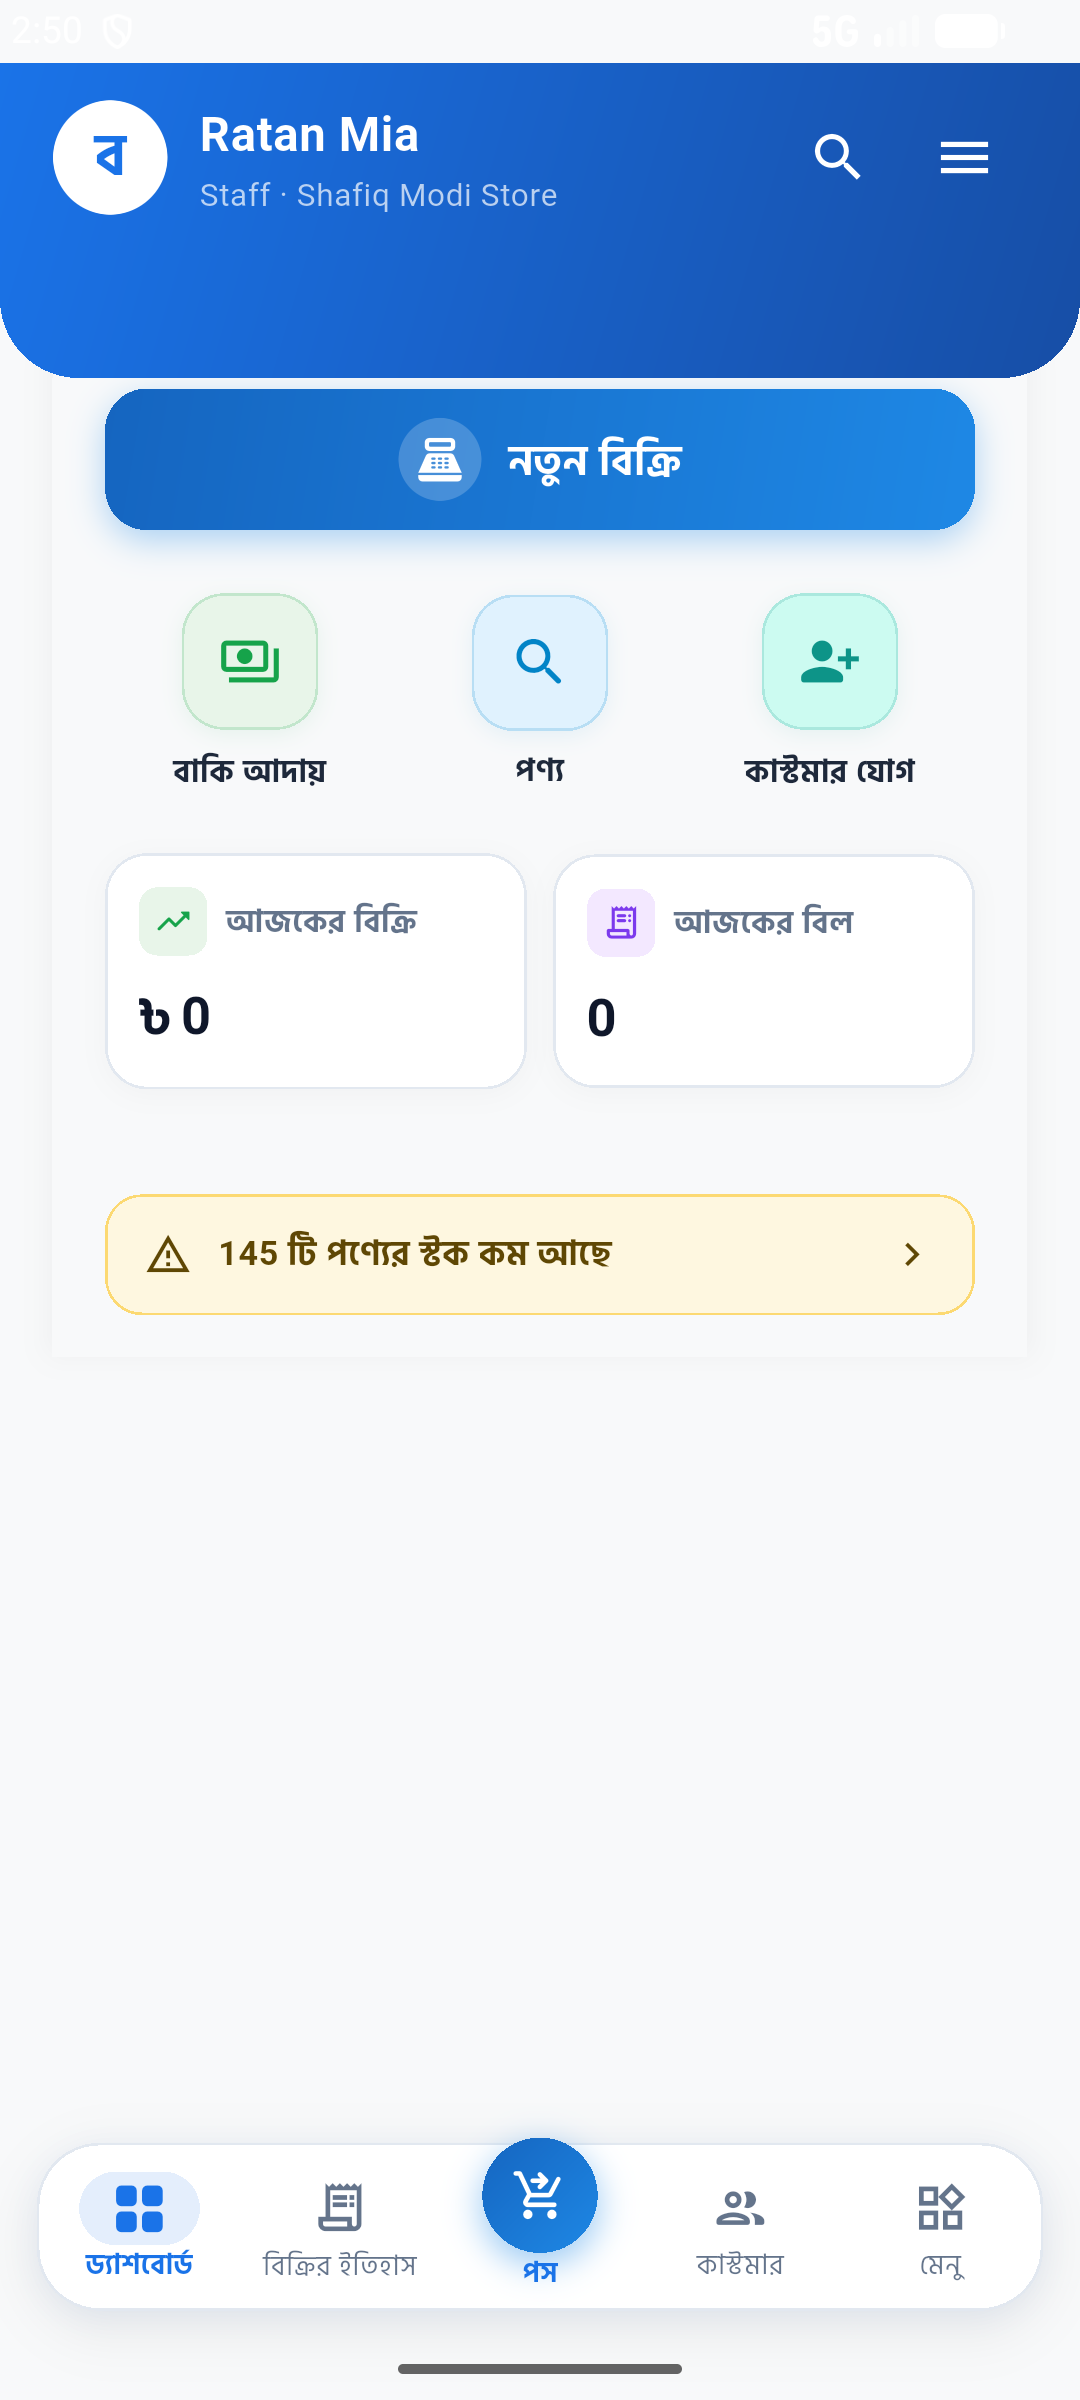 2:50
5G
ব
Ratan Mia
Staff · Shafiq Modi Store
নতুন বিক্রি
বাকি আদায়
পণ্য
কাস্টমার যোগ
আজকের বিক্রি
৳ 0
আজকের বিল
0
145 টি পণ্যের স্টক কম আছে
ড্যাশবোর্ড
বিক্রির ইতিহাস
পস
কাস্টমার
মেনু